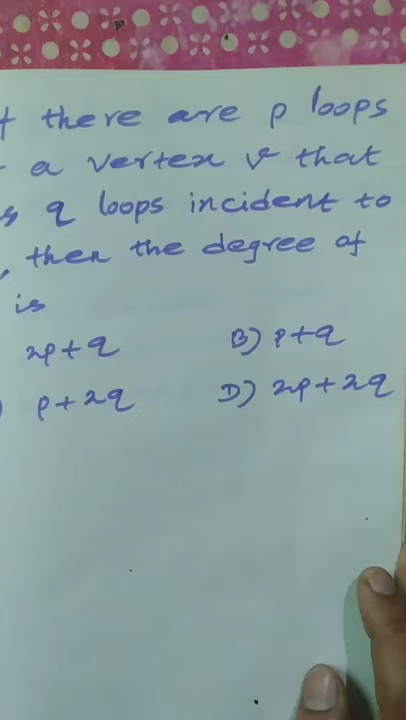 there are p loops
a vertex v that
q loops incident to
then the degree of
is
2p+q B) p+q
p+2q D) 2p+2q